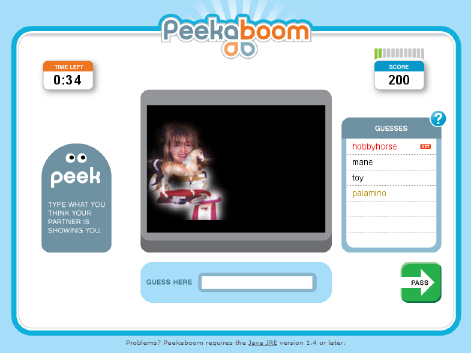 Peekaboom
TIME LEFT
0:34
SCORE
200
peek
TYPE WHAT YOU
THINK YOUR
PARTNER IS
SHOWING YOU.
GUESSES
?
hobbyhorse HOT
mane
toy
palamino
GUESS HERE
PASS
Problems? Peekaboom requires the Java JRE version 1.4 or later.